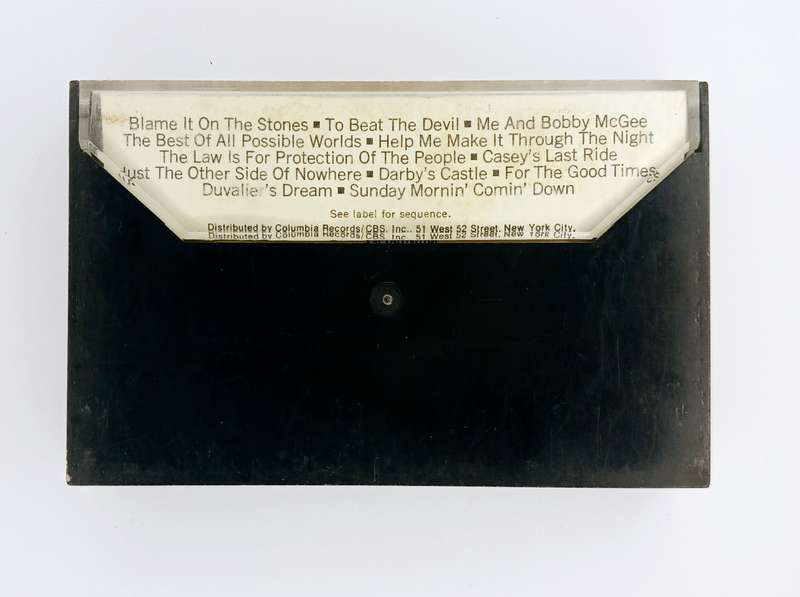 Blame It On The Stones ■ To Beat The Devil ■ Me And Bobby McGee
The Best Of All Possible Worlds ■ Help Me Make It Through The Night
The Law Is For Protection Of The People ■ Casey's Last Ride
Just The Other Side Of Nowhere ■ Darby's Castle ■ For The Good Times
Duvalier's Dream ■ Sunday Mornin' Comin' Down
See label for sequence.
Distributed by Columbia Records/CBS, Inc., 51 West 52 Street, New York City.